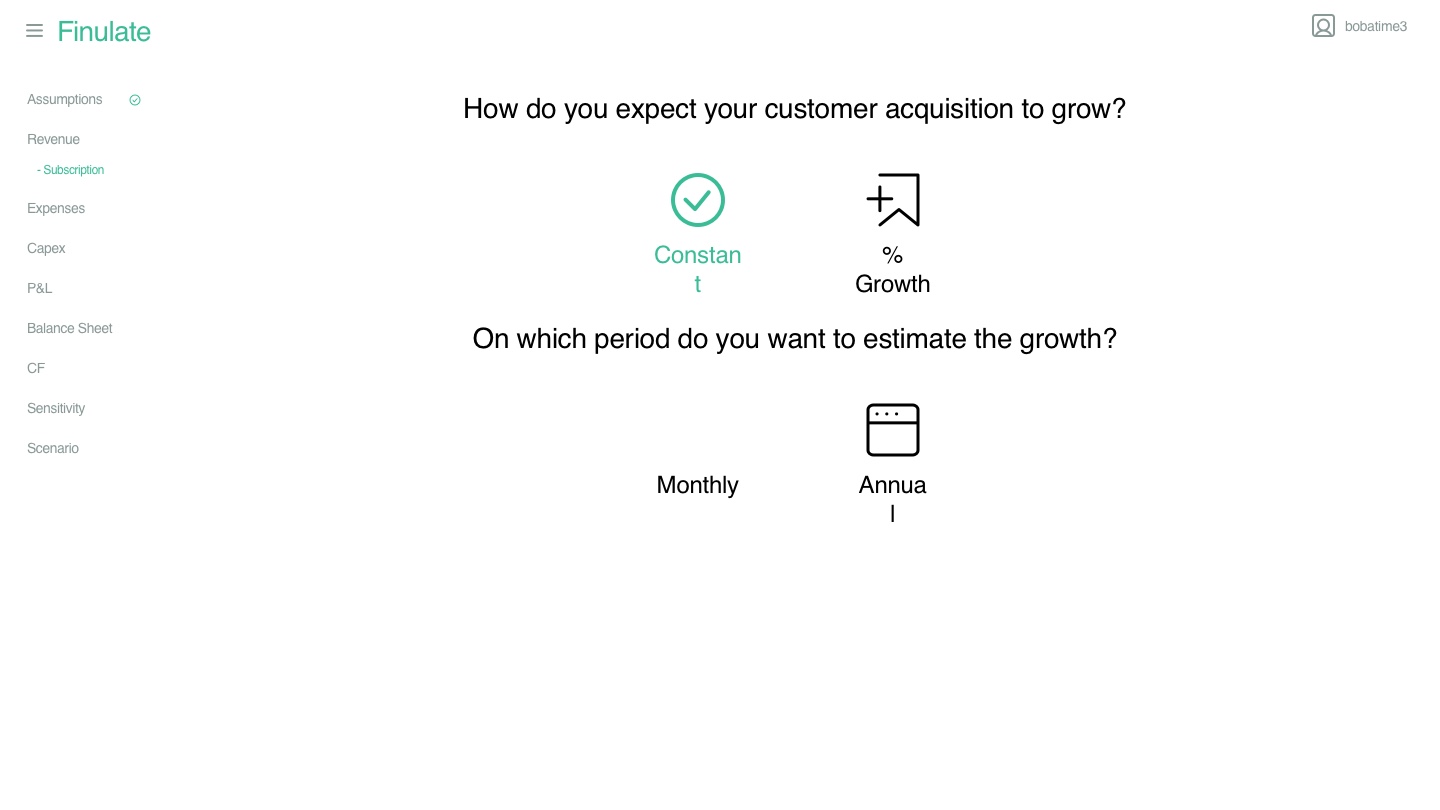 Finulate
bobatime3
Assumptions
Revenue
- Subscription
Expenses
Capex
P&L
Balance Sheet
CF
Sensitivity
Scenario
How do you expect your customer acquisition to grow?
Constan
t
%
Growth
On which period do you want to estimate the growth?
Monthly
Annua
l